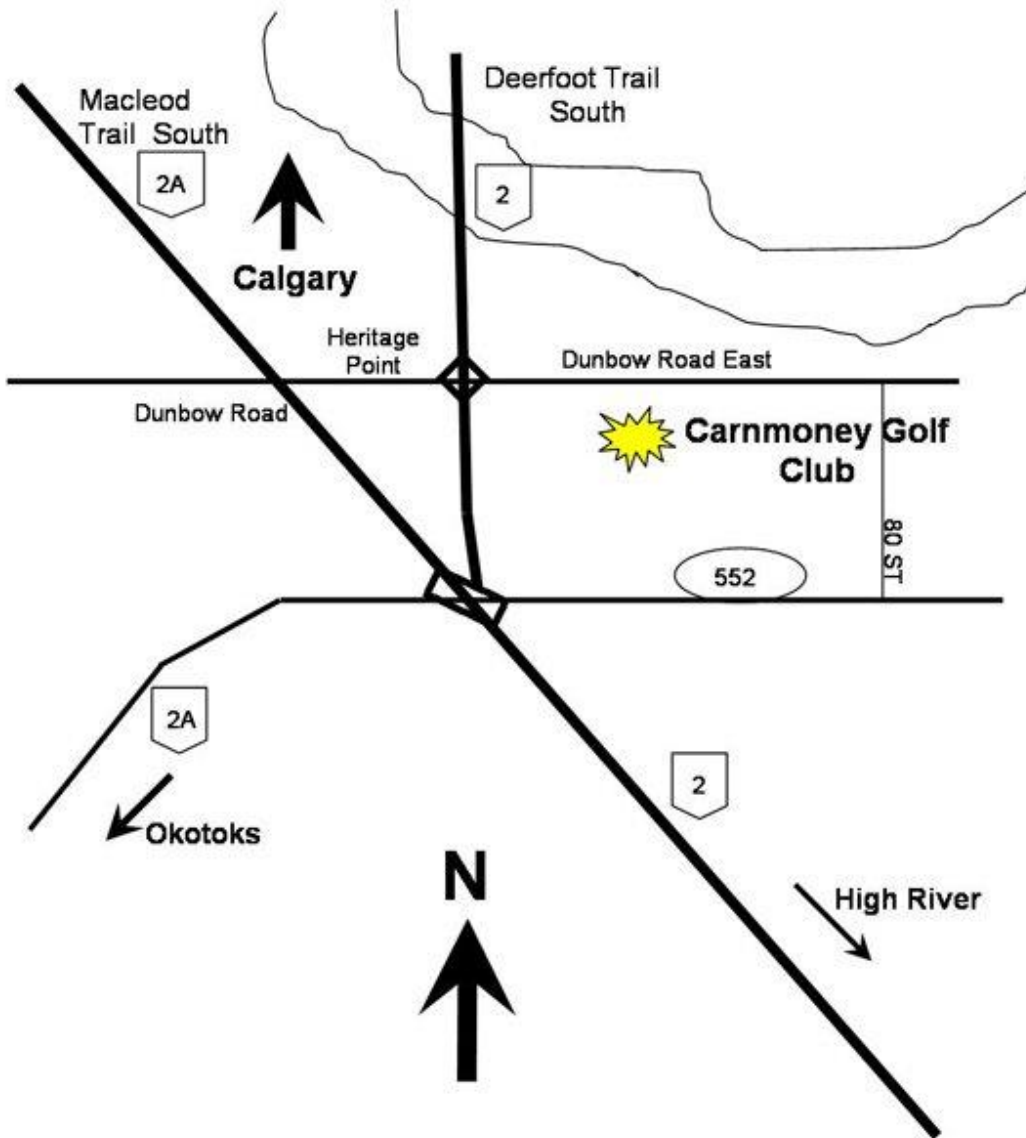 Deerfoot Trail
South
Macleod
Trail South
2A
2
Calgary
Heritage
Point
Dunbow Road East
Dunbow Road
Carnmoney Golf
Club
80 ST
552
2A
2
Okotoks
N
High River